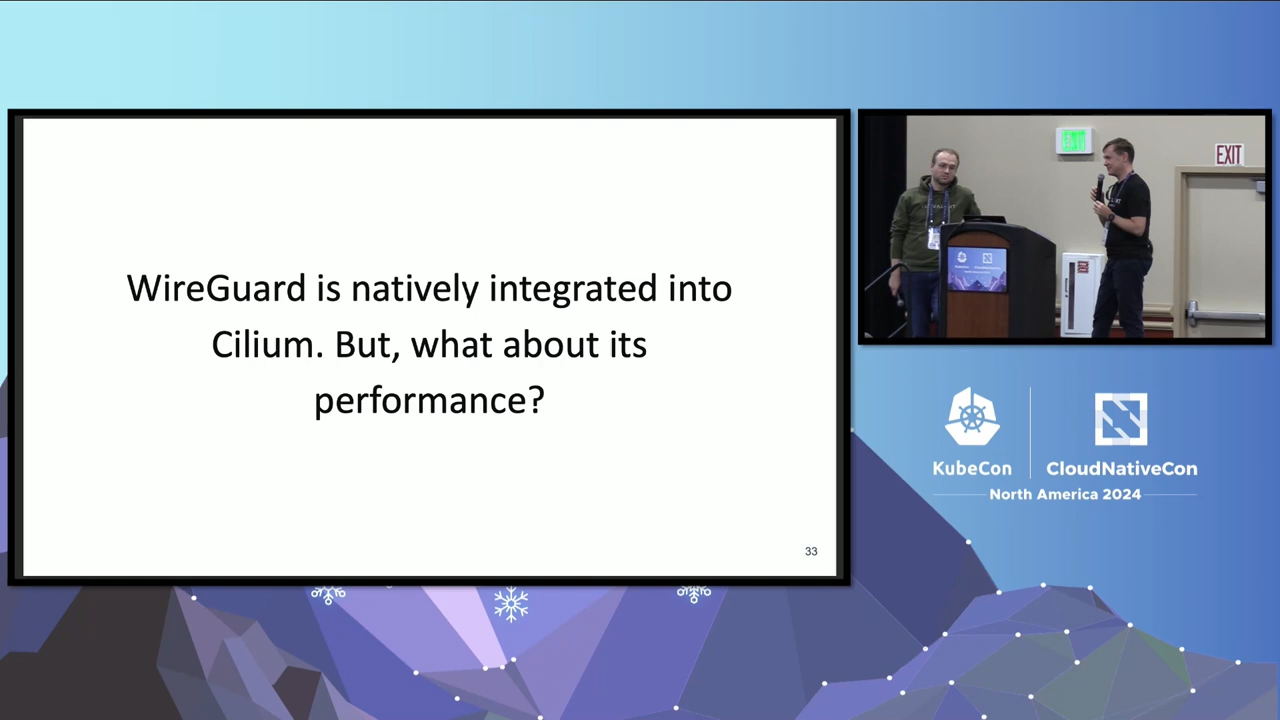 WireGuard is natively integrated into
Cilium. But, what about its
performance?
33
EXIT
KubeCon
CloudNativeCon
North America 2024